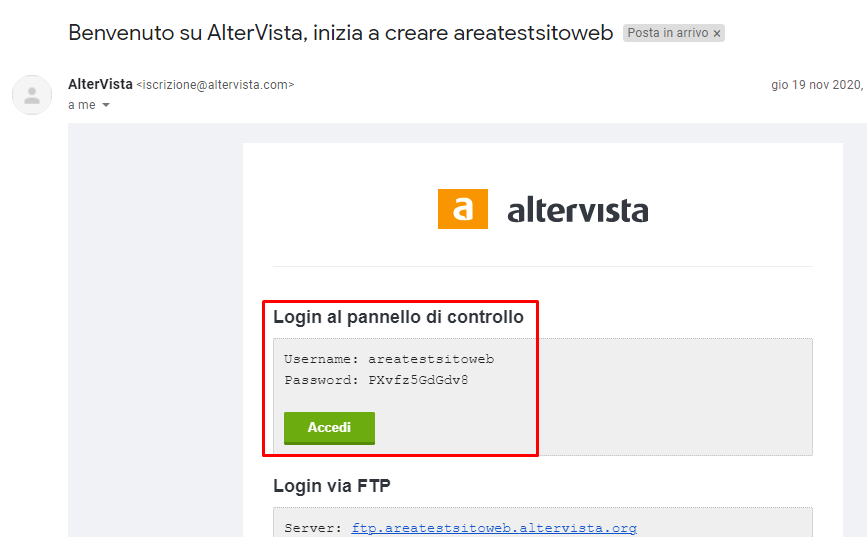 Benvenuto su AlterVista, inizia a creare areatestsitoweb Posta in arrivo ×
AlterVista <iscrizione@altervista.com> gio 19 nov 2020,
a me
a altervista
Login al pannello di controllo
Username: areatestsitoweb
Password: PXvfz5GdGdv8
Accedi
Login via FTP
Server: ftp.areatestsitoweb.altervista.org